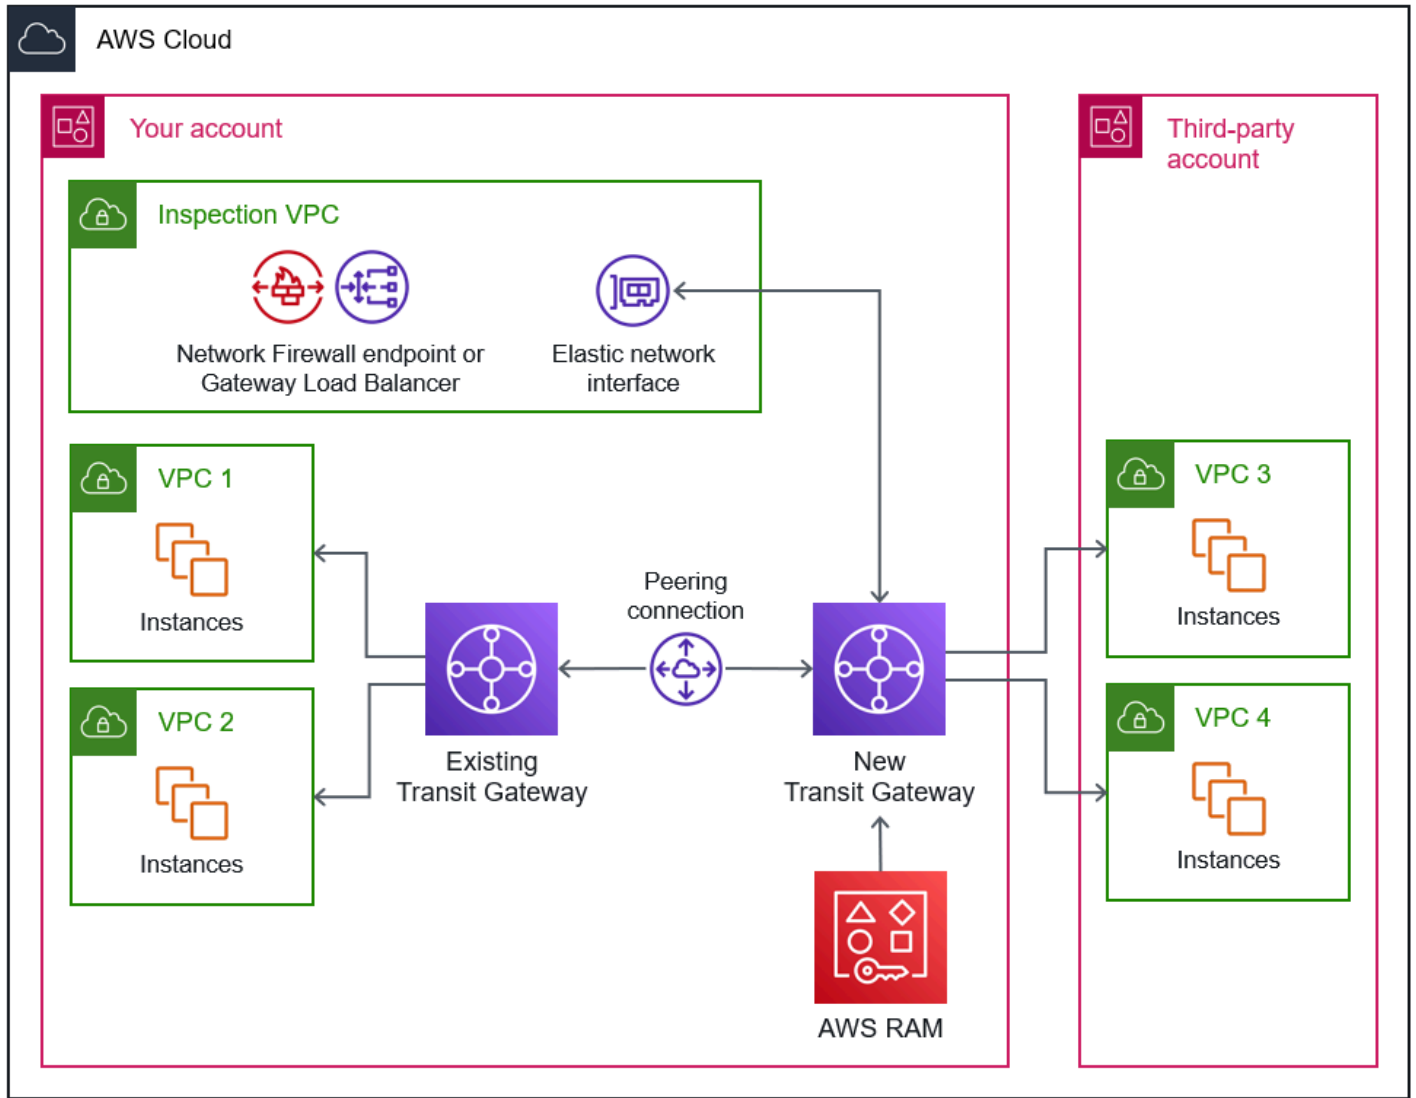 AWS Cloud
Your account
Third-party
account
Inspection VPC
Network Firewall endpoint or
Gateway Load Balancer
Elastic network
interface
VPC 1
Instances
VPC 2
Instances
Peering
connection
Existing
Transit Gateway
New
Transit Gateway
AWS RAM
VPC 3
Instances
VPC 4
Instances